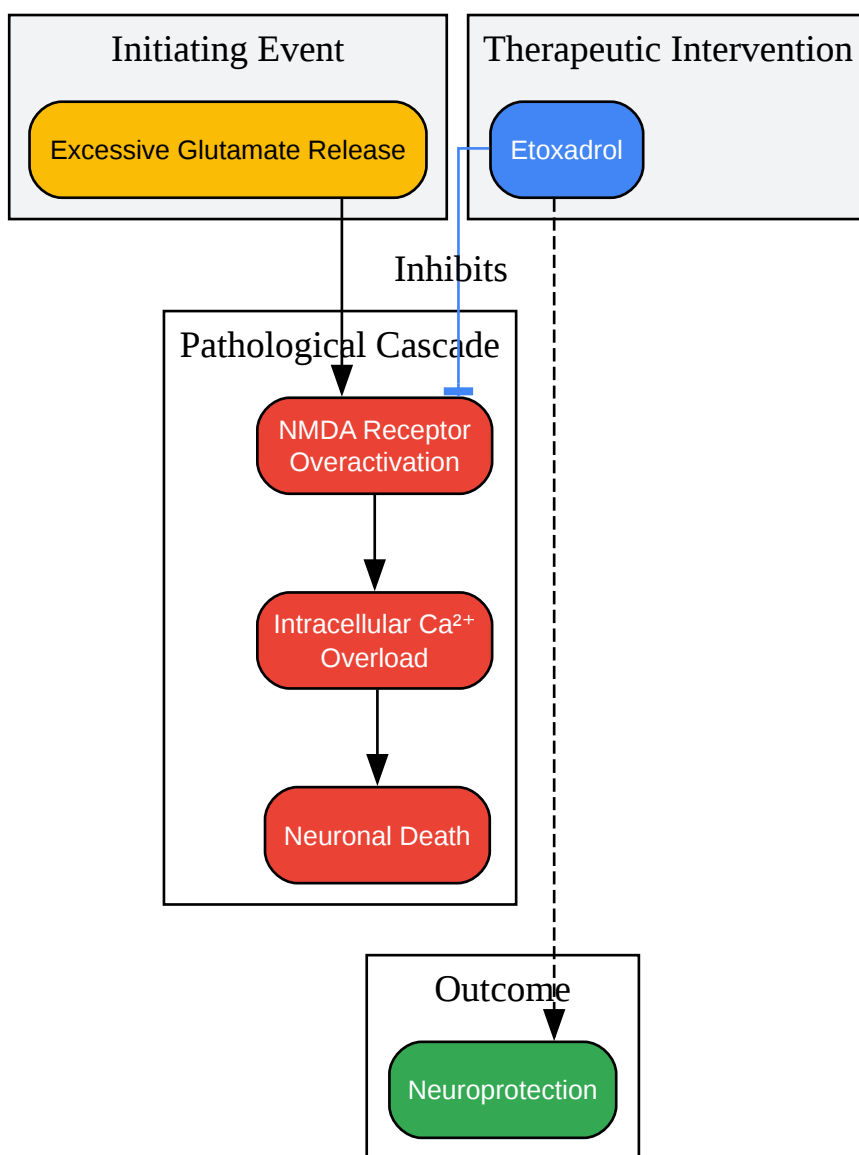 Initiating Event
Therapeutic Intervention
Excessive Glutamate Release
Etoxadrol
Inhibits
Pathological Cascade
NMDA Receptor
Overactivation
Intracellular Ca²⁺
Overload
Neuronal Death
Outcome
Neuroprotection